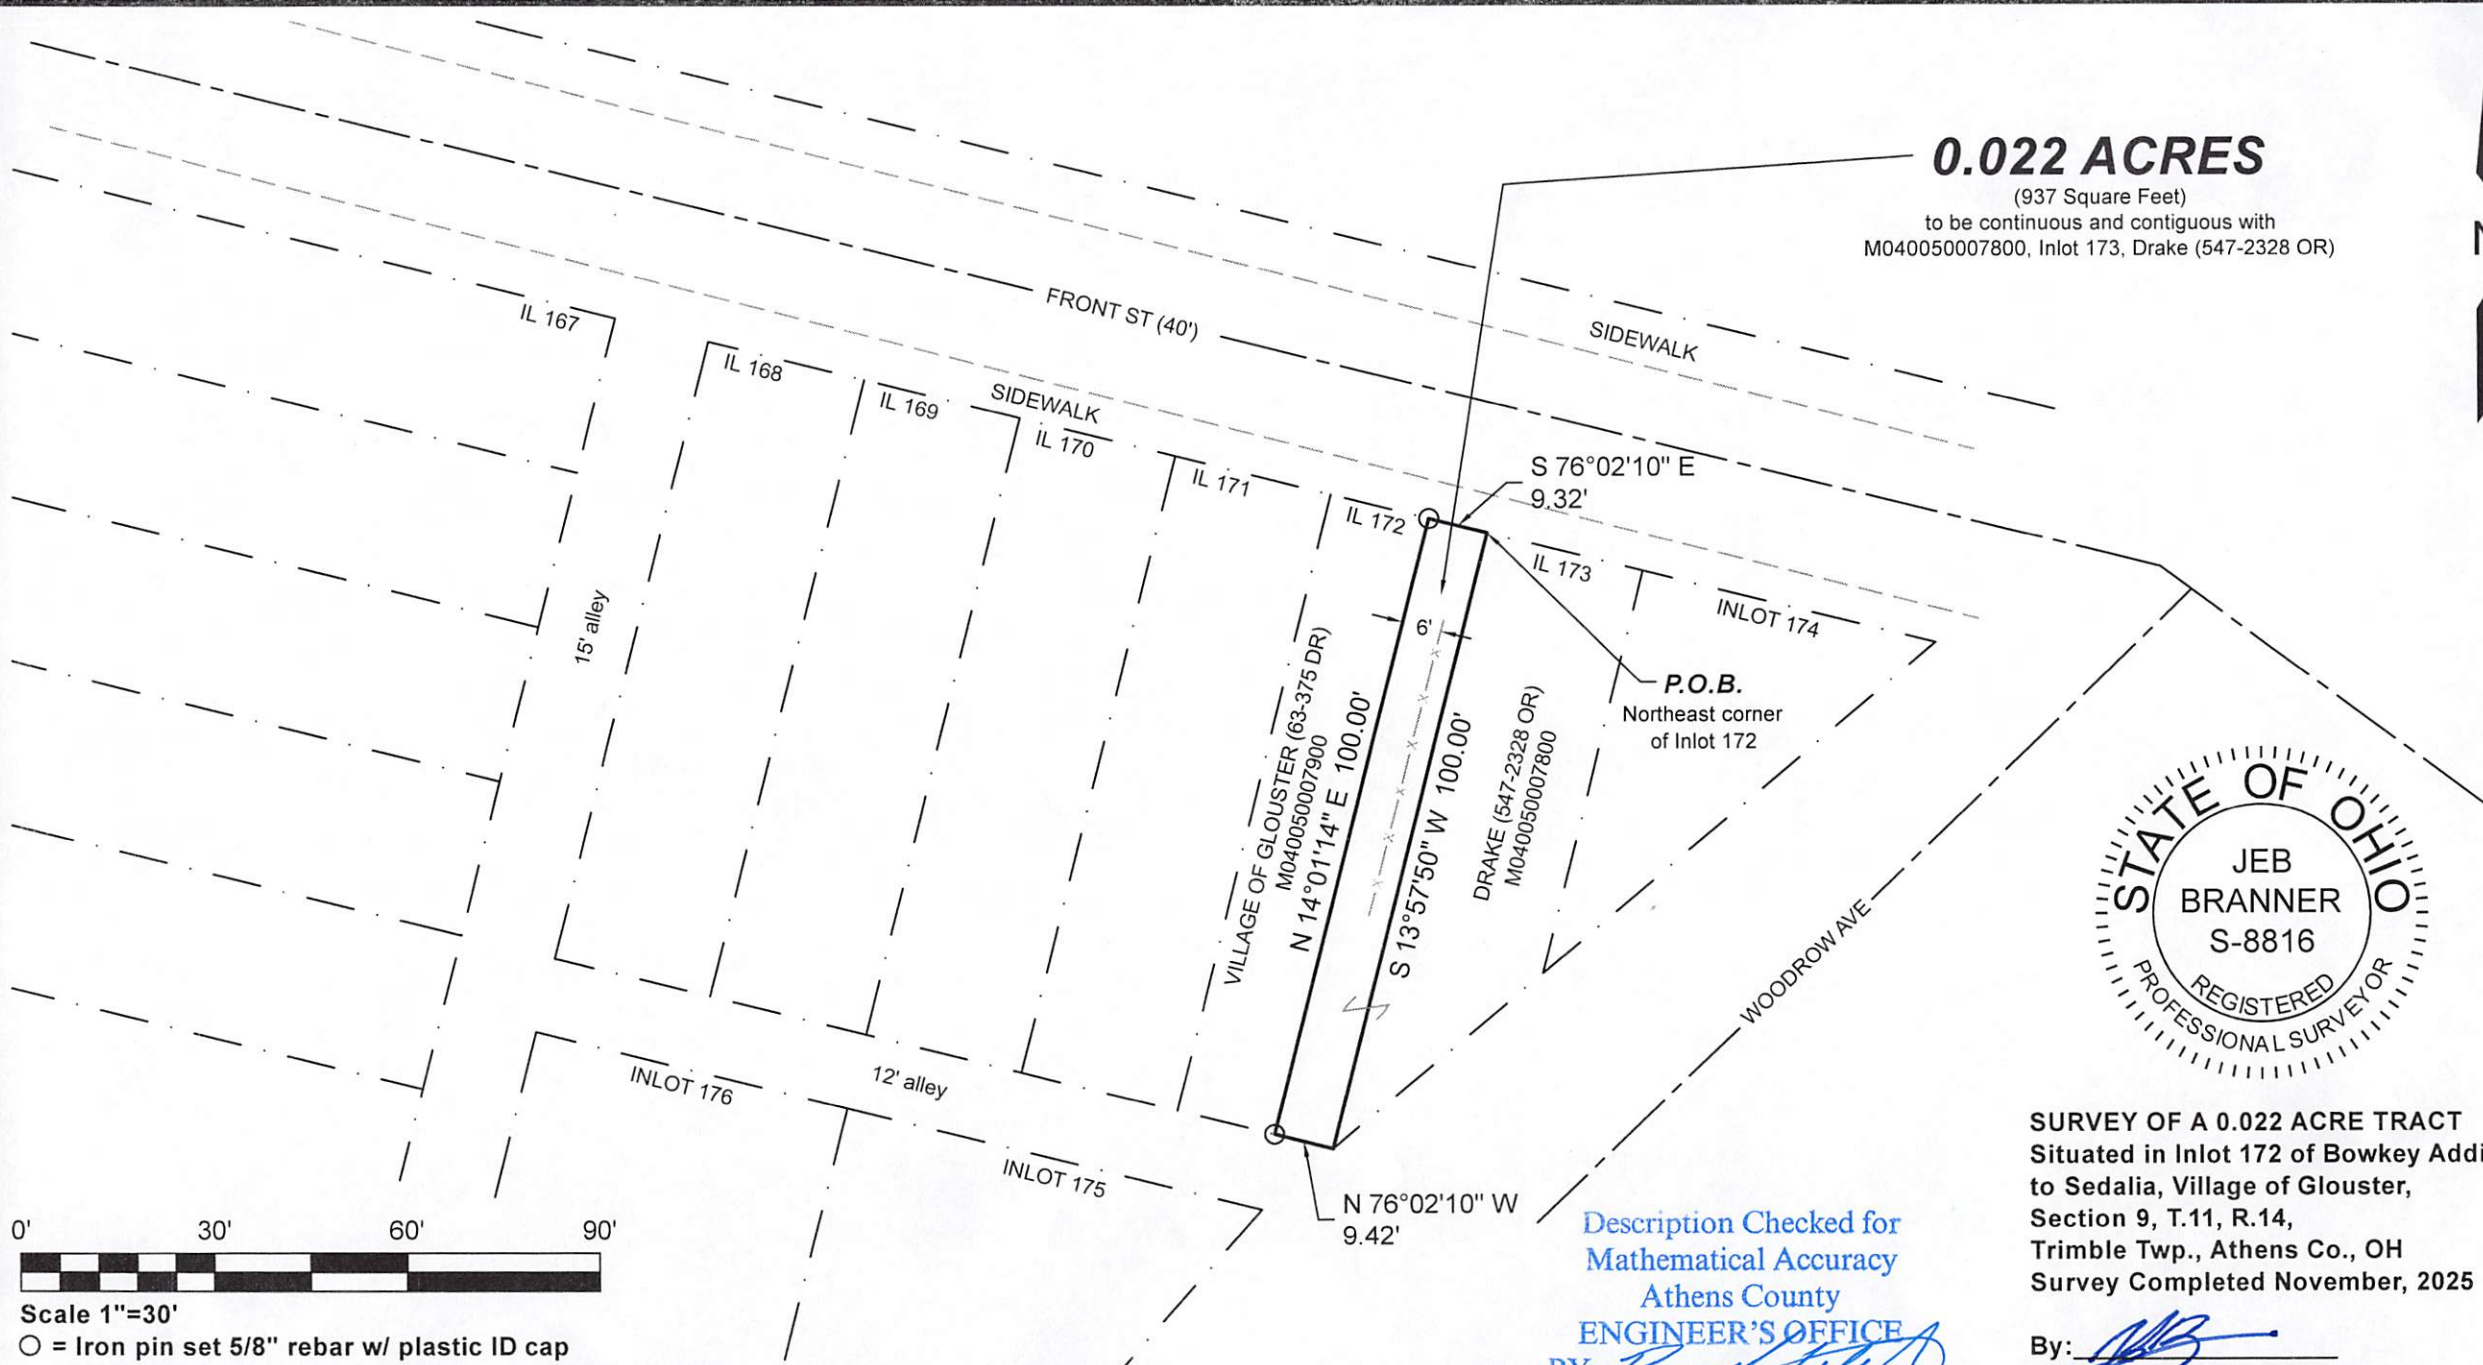 0.022 ACRES
(937 Square Feet)
to be continuous and contiguous with
M040050007800, Inlot 173, Drake (547-2328 OR)
FRONT ST (40')
SIDEWALK
SIDEWALK
IL 167
IL 168
IL 169
IL 170
IL 171
IL 172
IL 173
INLOT 174
S 76°02'10" E
9.32'
6'
15' alley
P.O.B.
Northeast corner
of Inlot 172
VILLAGE OF GLOUSTER (63-375 DR)
M040050007900
N 14°01'14" E 100.00'
S 13°57'50" W 100.00'
DRAKE (547-2328 OR)
M040050007800
WOODROW AVE
STATE OF OHIO
JEB
BRANNER
S-8816
REGISTERED
PROFESSIONAL SURVEYOR
12' alley
INLOT 176
INLOT 175
N 76°02'10" W
9.42'
0' 30' 60' 90'
Scale 1"=30'
O = Iron pin set 5/8" rebar w/ plastic ID cap
Description Checked for
Mathematical Accuracy
Athens County
ENGINEER'S OFFICE
BY
SURVEY OF A 0.022 ACRE TRACT
Situated in Inlot 172 of Bowkey Addi
to Sedalia, Village of Glouster,
Section 9, T.11, R.14,
Trimble Twp., Athens Co., OH
Survey Completed November, 2025
By: